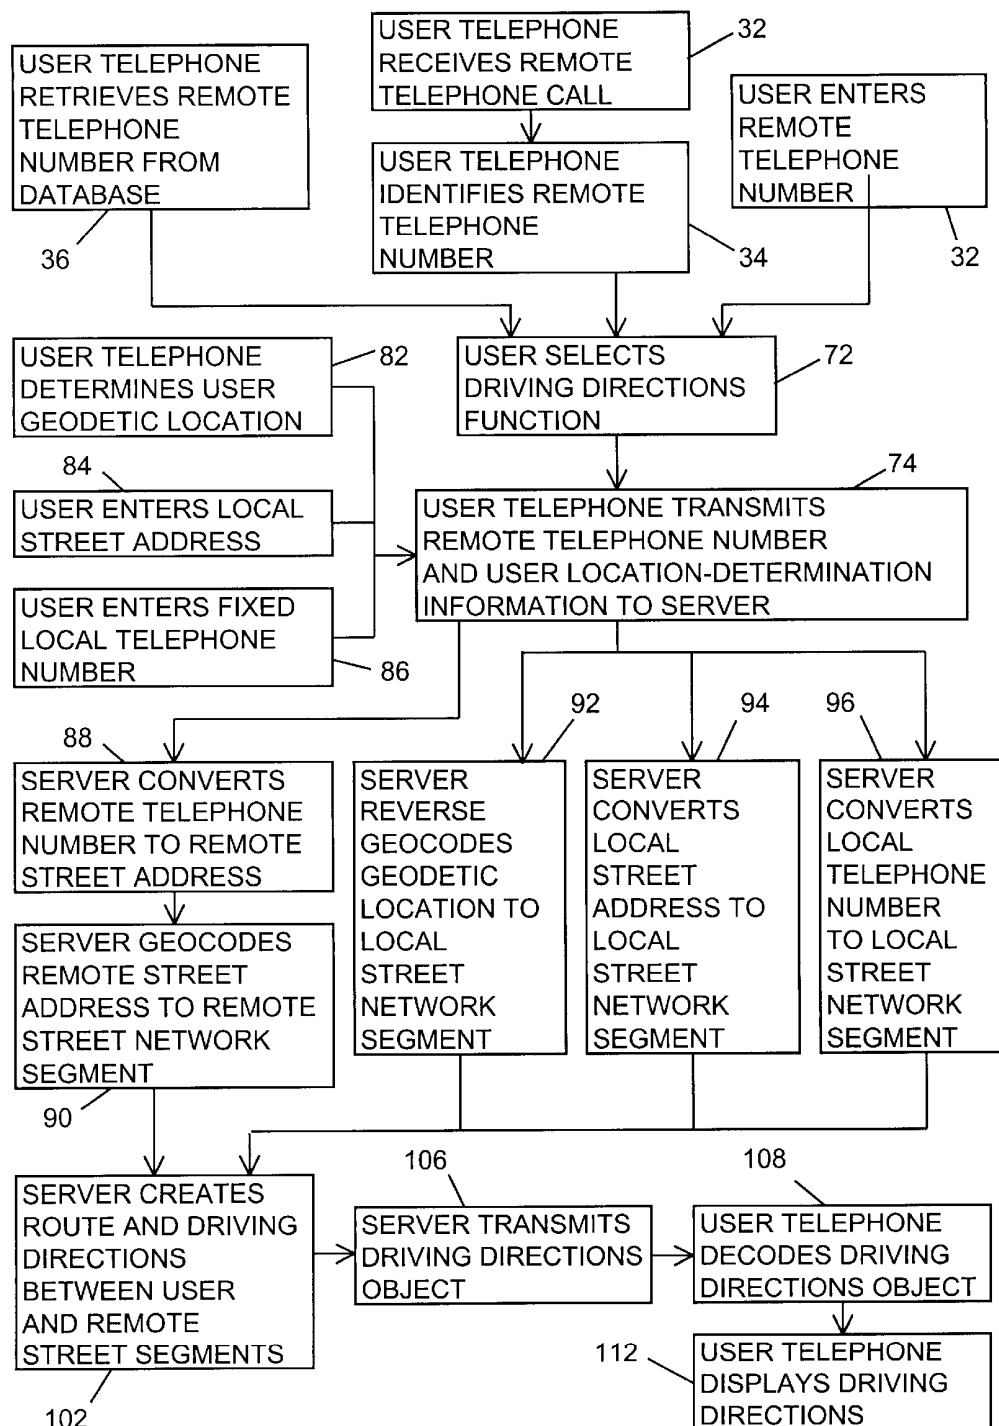 USER TELEPHONE
RETRIEVES REMOTE
TELEPHONE
NUMBER FROM
DATABASE
36
USER TELEPHONE
RECEIVES REMOTE
TELEPHONE CALL
32
USER TELEPHONE
IDENTIFIES REMOTE
TELEPHONE
NUMBER
34
USER ENTERS
REMOTE
TELEPHONE
NUMBER
32
USER TELEPHONE
DETERMINES USER
GEODETIC LOCATION
82
USER SELECTS
DRIVING DIRECTIONS
FUNCTION
72
84
USER ENTERS LOCAL
STREET ADDRESS
74
USER TELEPHONE TRANSMITS
REMOTE TELEPHONE NUMBER
AND USER LOCATION-DETERMINATION
INFORMATION TO SERVER
USER ENTERS FIXED
LOCAL TELEPHONE
NUMBER
86
88
SERVER CONVERTS
REMOTE TELEPHONE
NUMBER TO REMOTE
STREET ADDRESS
SERVER GEOCODES
REMOTE STREET
ADDRESS TO REMOTE
STREET NETWORK
SEGMENT
90
92
SERVER
REVERSE
GEOCODES
GEODETIC
LOCATION TO
LOCAL
STREET
NETWORK
SEGMENT
94
SERVER
CONVERTS
LOCAL
STREET
ADDRESS TO
LOCAL
STREET
NETWORK
SEGMENT
96
SERVER
CONVERTS
LOCAL
TELEPHONE
NUMBER
TO LOCAL
STREET
NETWORK
SEGMENT
SERVER CREATES
ROUTE AND DRIVING
DIRECTIONS
BETWEEN USER
AND REMOTE
STREET SEGMENTS
102
106
SERVER TRANSMITS
DRIVING DIRECTIONS
OBJECT
108
USER TELEPHONE
DECODES DRIVING
DIRECTIONS OBJECT
112
USER TELEPHONE
DISPLAYS DRIVING
DIRECTIONS